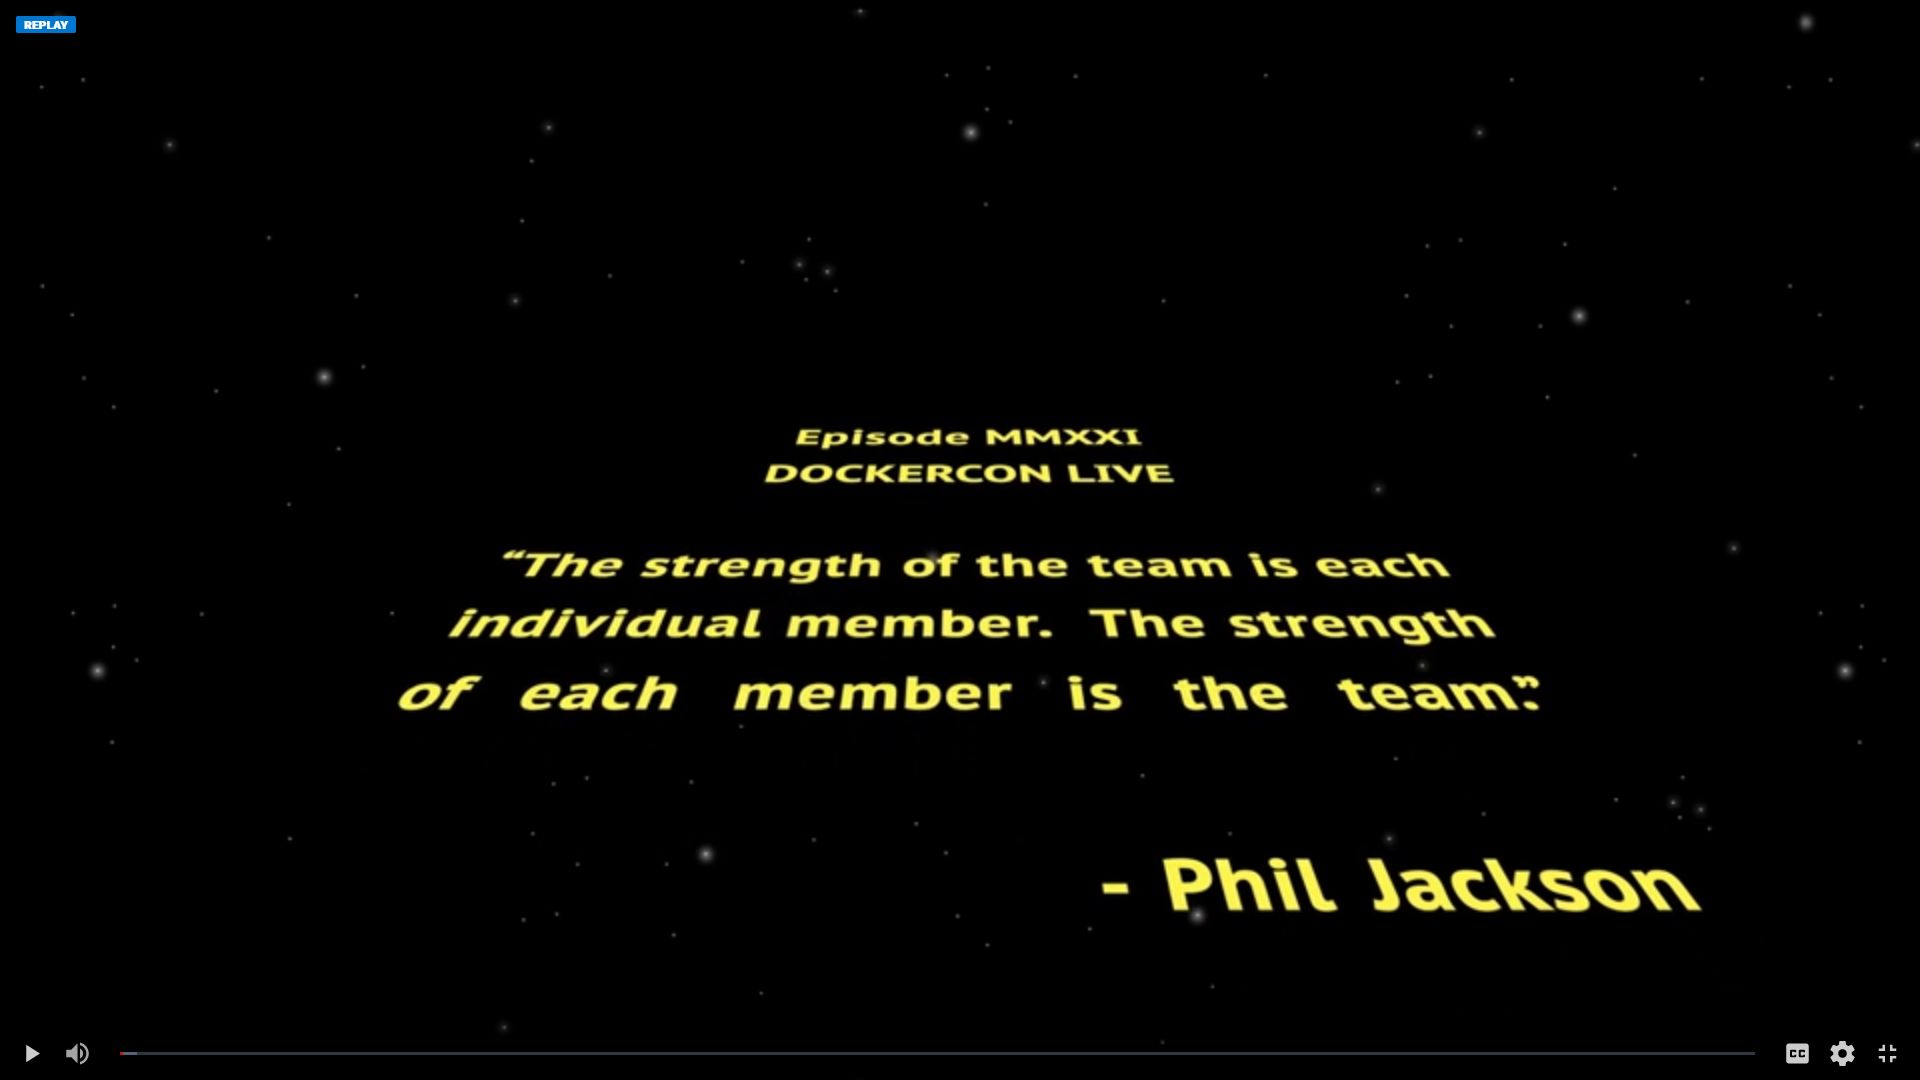 REPLAY
Episode MMXXI
DOCKERCON LIVE
“The strength of the team is each
individual member. The strength
of each member is the team.”
- Phil Jackson
CC